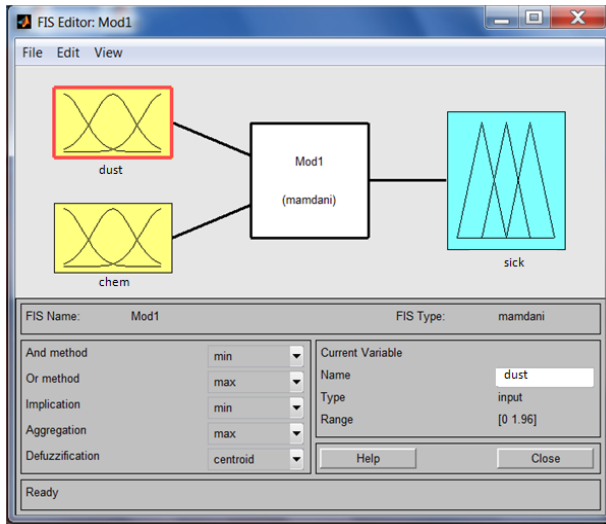 FIS Editor: Mod1
File Edit View
dust
Mod1
(mamdani)
chem
sick
FIS Name: Mod1 FIS Type: mamdani
And method min
Or method max
Implication min
Aggregation max
Defuzzification centroid
Current Variable
Name dust
Type input
Range [0 1.96]
Help Close
Ready